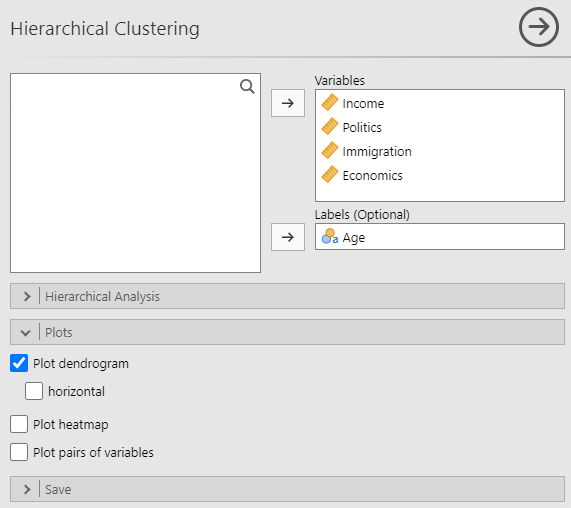 Hierarchical Clustering
Variables
Income
Politics
Immigration
Economics
Labels (Optional)
a Age
Hierarchical Analysis
Plots
Plot dendrogram
horizontal
Plot heatmap
Plot pairs of variables
Save